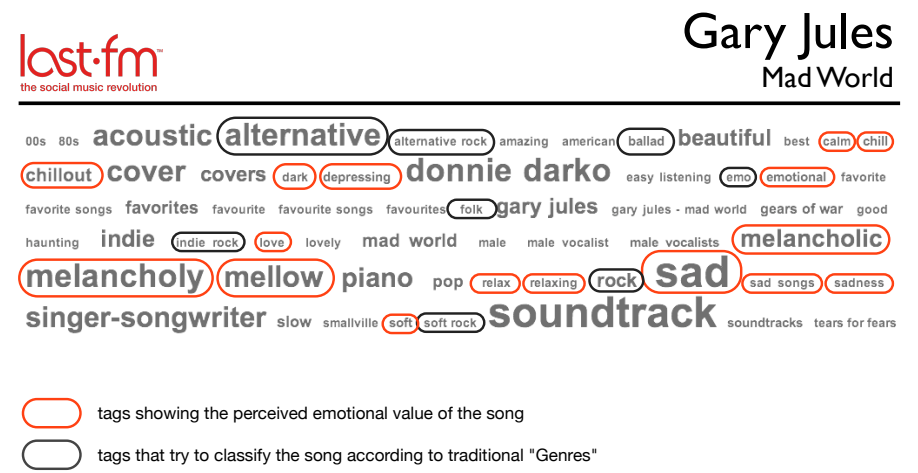 last.fm™
the social music revolution
Gary Jules
Mad World
00s 80s acoustic alternative alternative rock amazing american ballad beautiful best calm chill
chillout cover covers dark depressing donnie darko easy listening emo emotional favorite
favorite songs favorites favourite favourite songs favourites folk gary jules gary jules - mad world gears of war good
haunting indie indie rock love lovely mad world male male vocalist male vocalists melancholic
melancholy mellow piano pop relax relaxing rock sad sad songs sadness
singer-songwriter slow smallville soft soft rock soundtrack soundtracks tears for fears
tags showing the perceived emotional value of the song
tags that try to classify the song according to traditional "Genres"